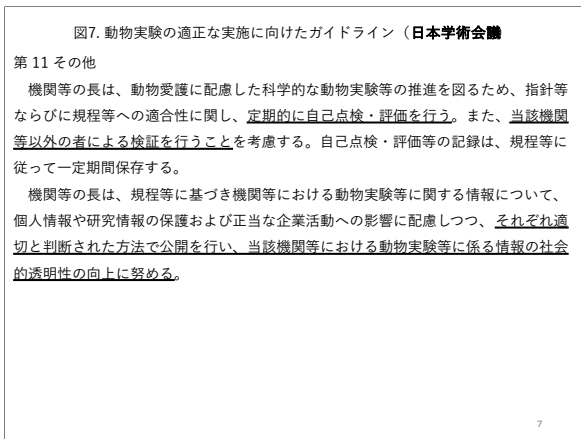 図7. 動物実験の適正な実施に向けたガイドライン（日本学術会議
第 11 その他
機関等の長は、動物愛護に配慮した科学的な動物実験等の推進を図るため、指針等
ならびに規程等への適合性に関し、定期的に自己点検・評価を行う。また、当該機関
等以外の者による検証を行うことを考慮する。自己点検・評価等の記録は、規程等に
従って一定期間保存する。
機関等の長は、規程等に基づき機関等における動物実験等に関する情報について、
個人情報や研究情報の保護および正当な企業活動への影響に配慮しつつ、それぞれ適
切と判断された方法で公開を行い、当該機関等における動物実験等に係る情報の社会
的透明性の向上に努める。
7